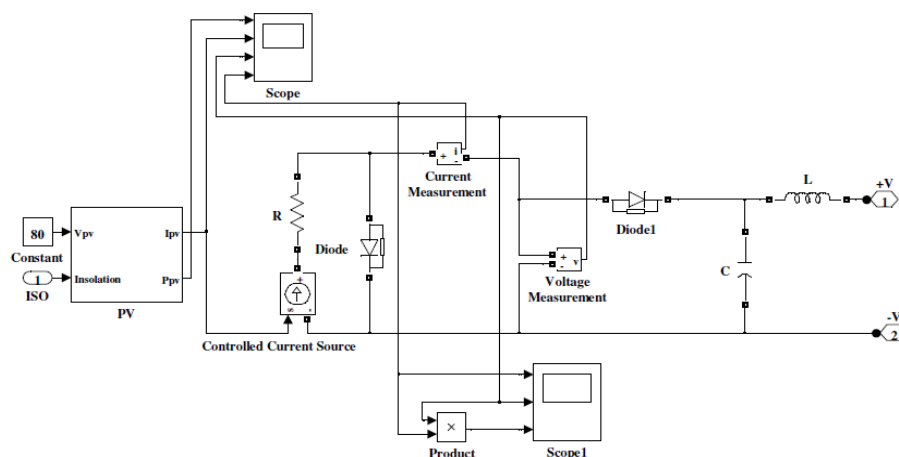 Scope
+ i
-
Current
Measurement
L
+V
1
R
Diode
Diode1
80
Constant
Vpv
Ipv
Insolation
Ppv
1
ISO
PV
+
s
-
Controlled Current Source
+
-
v
Voltage
Measurement
C
-V
2
×
Product
Scope1